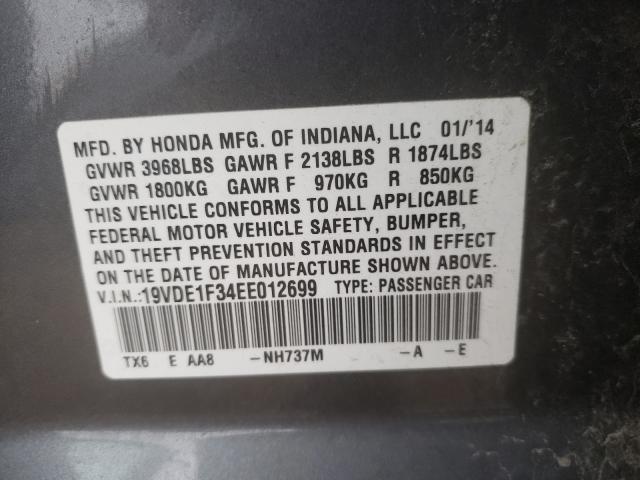 MFD. BY HONDA MFG. OF INDIANA, LLC 01/'14
GVWR 3968LBS GAWR F 2138LBS R 1874LBS
GVWR 1800KG GAWR F 970KG R 850KG
THIS VEHICLE CONFORMS TO ALL APPLICABLE
FEDERAL MOTOR VEHICLE SAFETY, BUMPER,
AND THEFT PREVENTION STANDARDS IN EFFECT
ON THE DATE OF MANUFACTURE SHOWN ABOVE.
V.I.N.:19VDE1F34EE012699 TYPE: PASSENGER CAR
TX6 E AA8 -NH737M -A -E